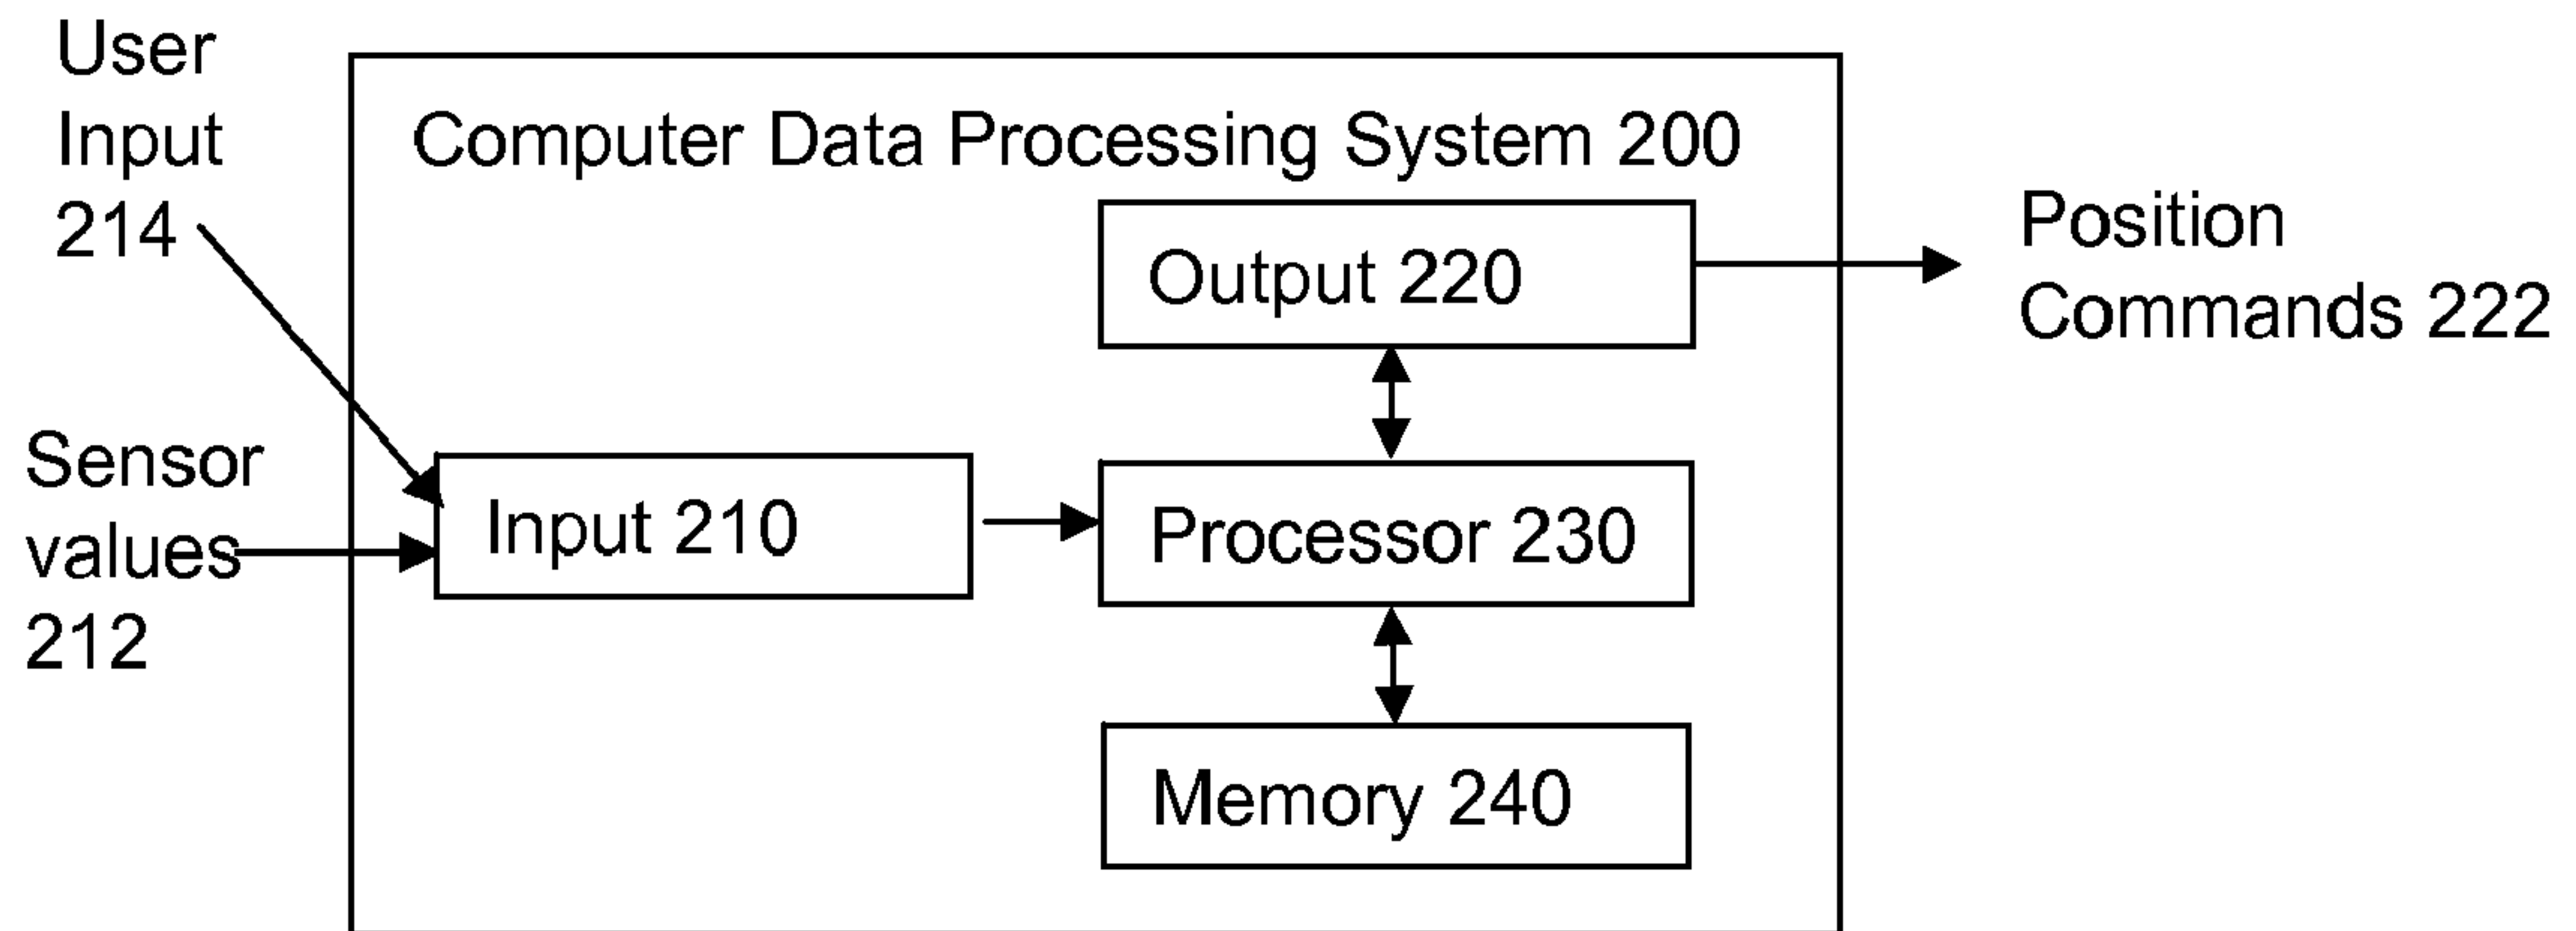 User
Input
214
Computer Data Processing System 200
Output 220
Position
Commands 222
Sensor
values
212
Input 210
Processor 230
Memory 240